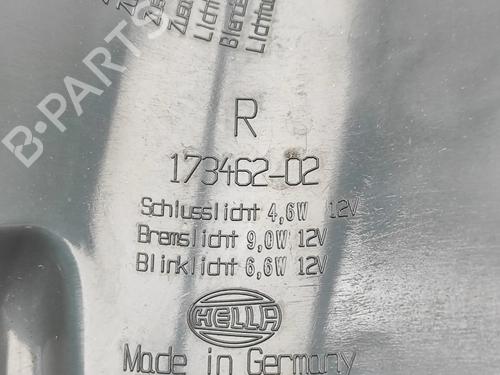 B-PARTS
R
173462-02
Schlusslicht 4,6W 12V
Bremslicht 9,0W 12V
Blinklicht 6,6W 12V
HELLA
Made in Germany